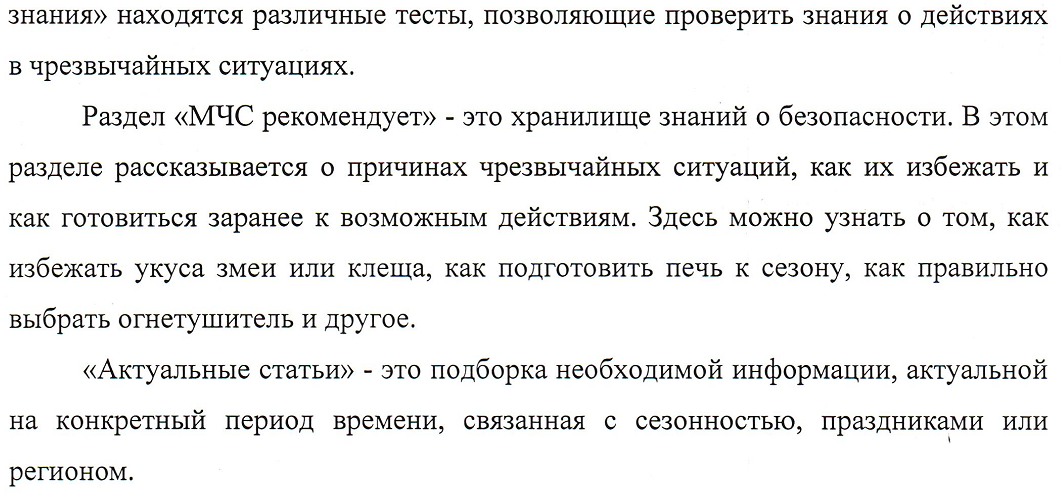 знания» находятся различные тесты, позволяющие проверить знания о действиях
в чрезвычайных ситуациях.
Раздел «МЧС рекомендует» - это хранилище знаний о безопасности. В этом
разделе рассказывается о причинах чрезвычайных ситуаций, как их избежать и
как готовиться заранее к возможным действиям. Здесь можно узнать о том, как
избежать укуса змеи или клеща, как подготовить печь к сезону, как правильно
выбрать огнетушитель и другое.
«Актуальные статьи» - это подборка необходимой информации, актуальной
на конкретный период времени, связанная с сезонностью, праздниками или
регионом.